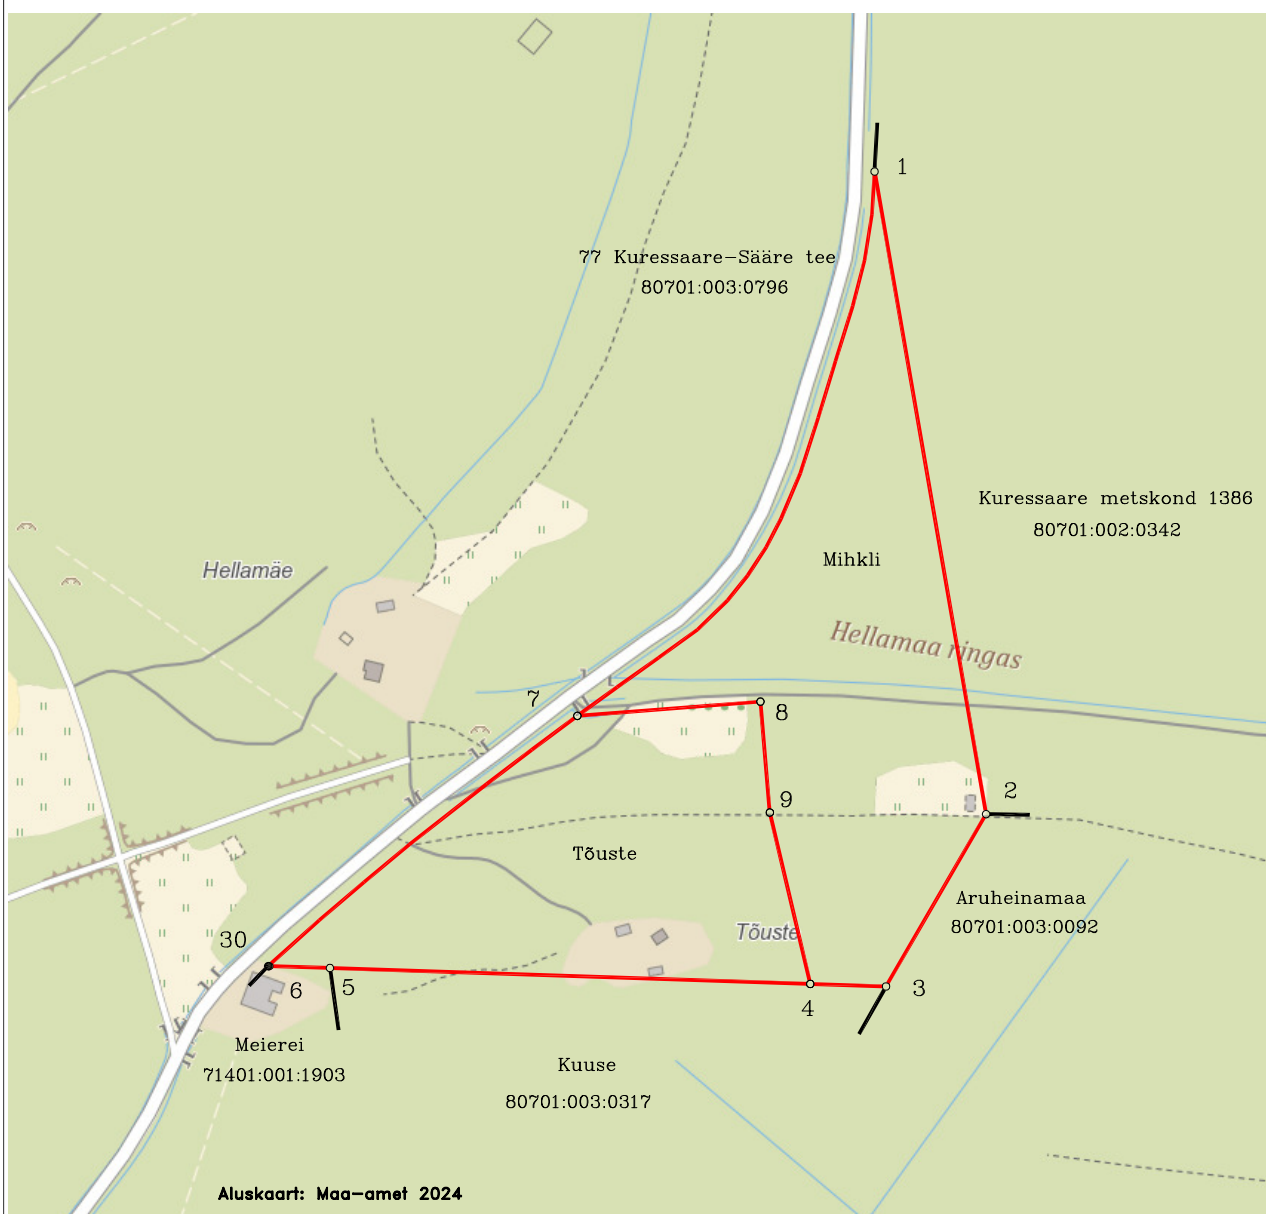 1
77 Kuressaare-Sääre tee
80701:003:0796
Kuressaare metskond 1386
80701:002:0342
Mihkli
Hellamäe
Hellamaa ringas
7
8
2
9
Tõuste
Aruheinamaa
80701:003:0092
Tõuste
30
6
5
4
3
Meierei
71401:001:1903
Kuuse
80701:003:0317
Aluskaart: Maa-amet 2024